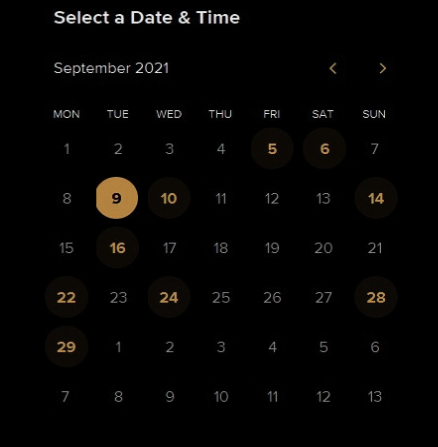 Select a Date & Time
September 2021
MON TUE WED THU FRI SAT SUN
1 2 3 4 5 6 7
8 9 10 11 12 13 14
15 16 17 18 19 20 21
22 23 24 25 26 27 28
29 1 2 3 4 5 6
7 8 9 10 11 12 13